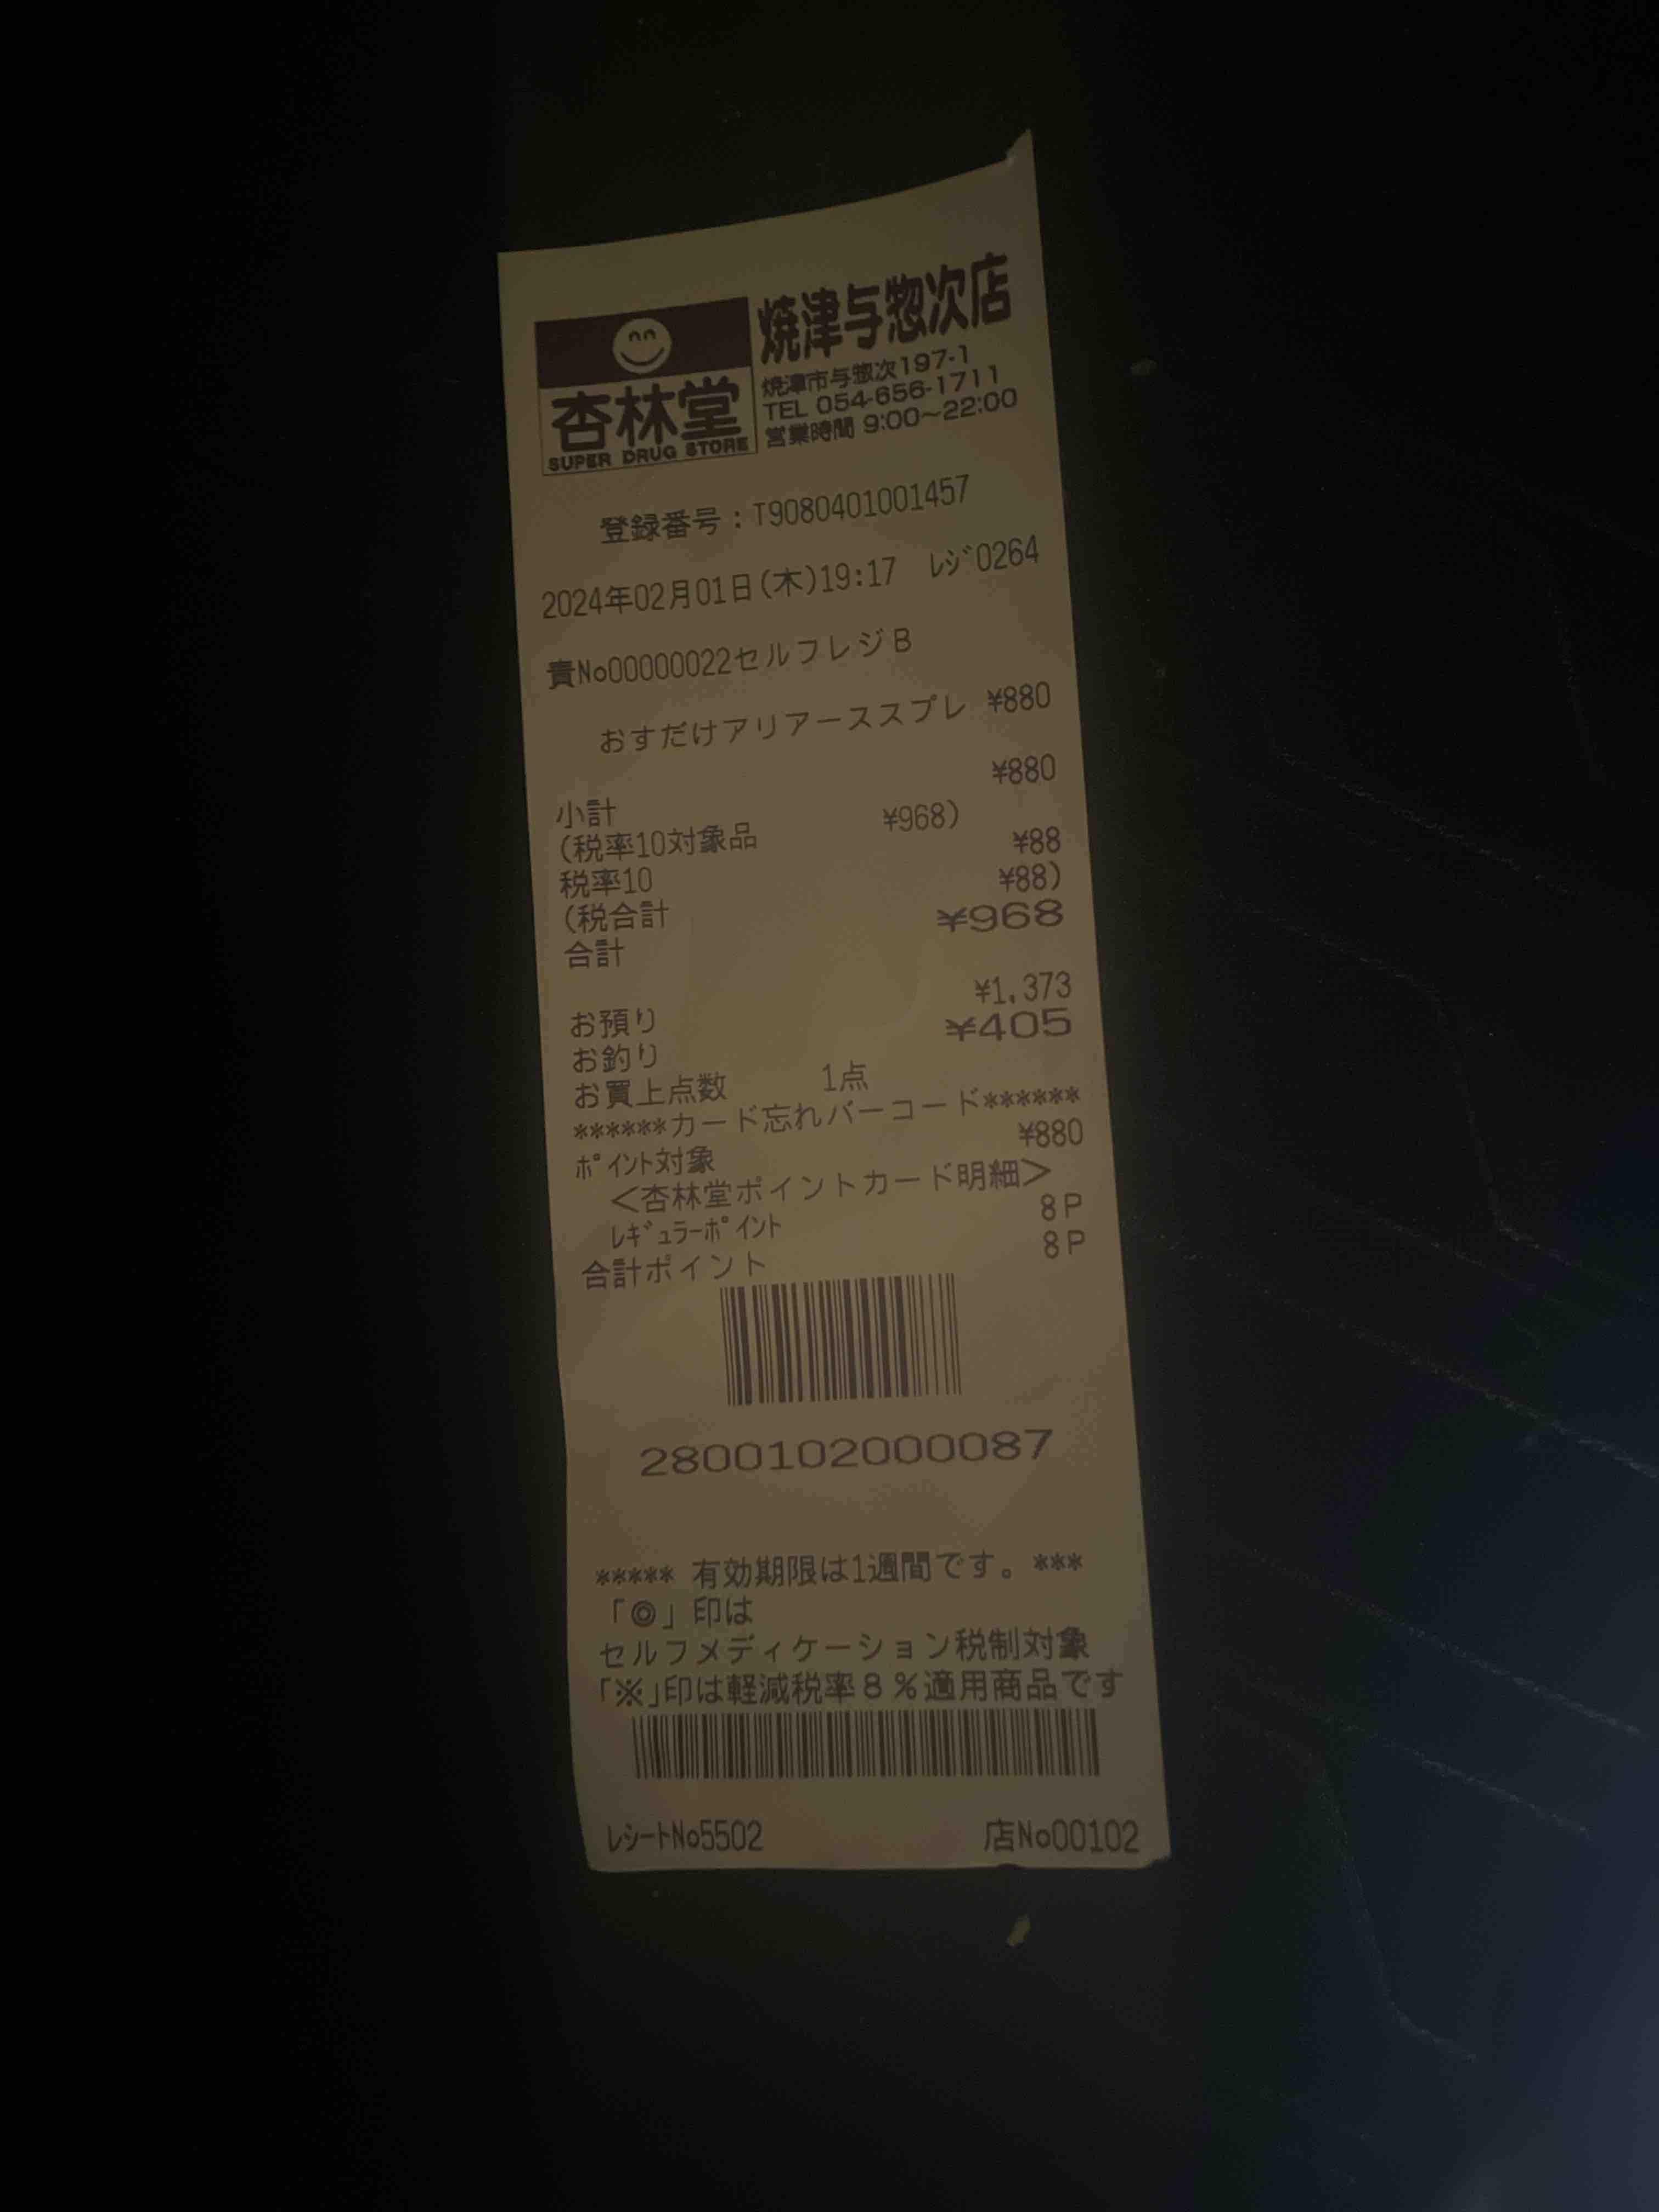 杏林堂
SUPER DRUG STORE
焼津与惣次店
焼津市与惣次197-1
TEL 054-656-1711
営業時間 9:00～22:00
登録番号：T9080401001457
2024年02月01日(木)19:17 ﾚｼﾞ0264
責No00000022セルフレジB
おすだけアリアーススプレ ¥880
小計 ¥880
(税率10対象品 ¥968)
税率10 ¥88
(税合計 ¥88)
合計 ¥968
お預り ¥1,373
お釣り ¥405
お買上点数 1点
******カード忘れバーコード******
ﾎﾟｲﾝﾄ対象 ¥880
＜杏林堂ポイントカード明細＞
ﾚｷﾞｭﾗｰﾎﾟｲﾝﾄ 8P
合計ポイント 8P
2800102000087
***** 有効期限は1週間です。***
「◎」印は
セルフメディケーション税制対象
「※」印は軽減税率８％適用商品です
ﾚｼｰﾄNo5502 店No00102